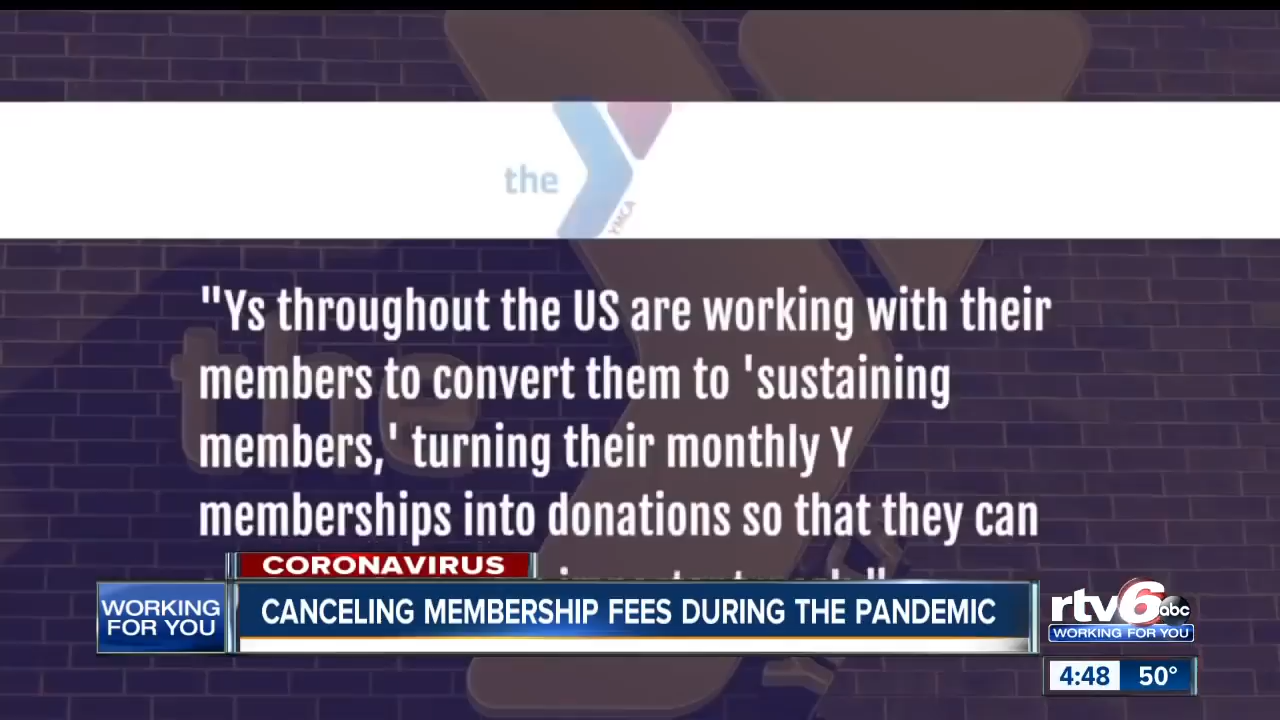 the
YMCA
"Ys throughout the US are working with their
members to convert them to 'sustaining
members,' turning their monthly Y
memberships into donations so that they can
CORONAVIRUS
WORKING
FOR YOU
CANCELING MEMBERSHIP FEES DURING THE PANDEMIC
rtv6 abc
WORKING FOR YOU
4:48 50°